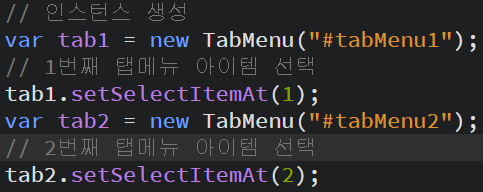 // 인스턴스 생성
var tab1 = new TabMenu("#tabMenu1");
// 1번째 탭메뉴 아이템 선택
tab1.setSelectItemAt(1);
var tab2 = new TabMenu("#tabMenu2");
// 2번째 탭메뉴 아이템 선택
tab2.setSelectItemAt(2);